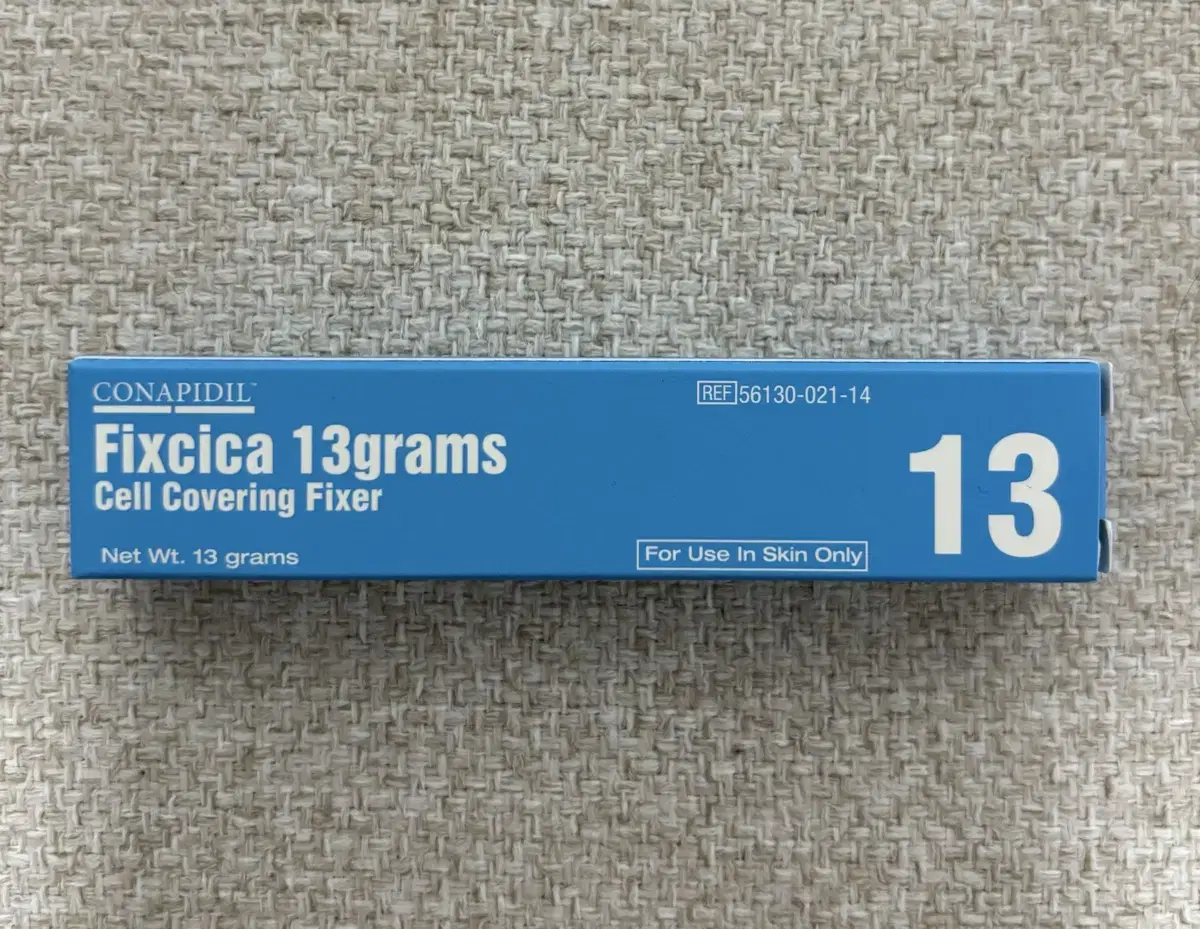 CONAPIDIL™
REF 56130-021-14
Fixcica 13grams
Cell Covering Fixer
13
Net Wt. 13 grams
For Use In Skin Only